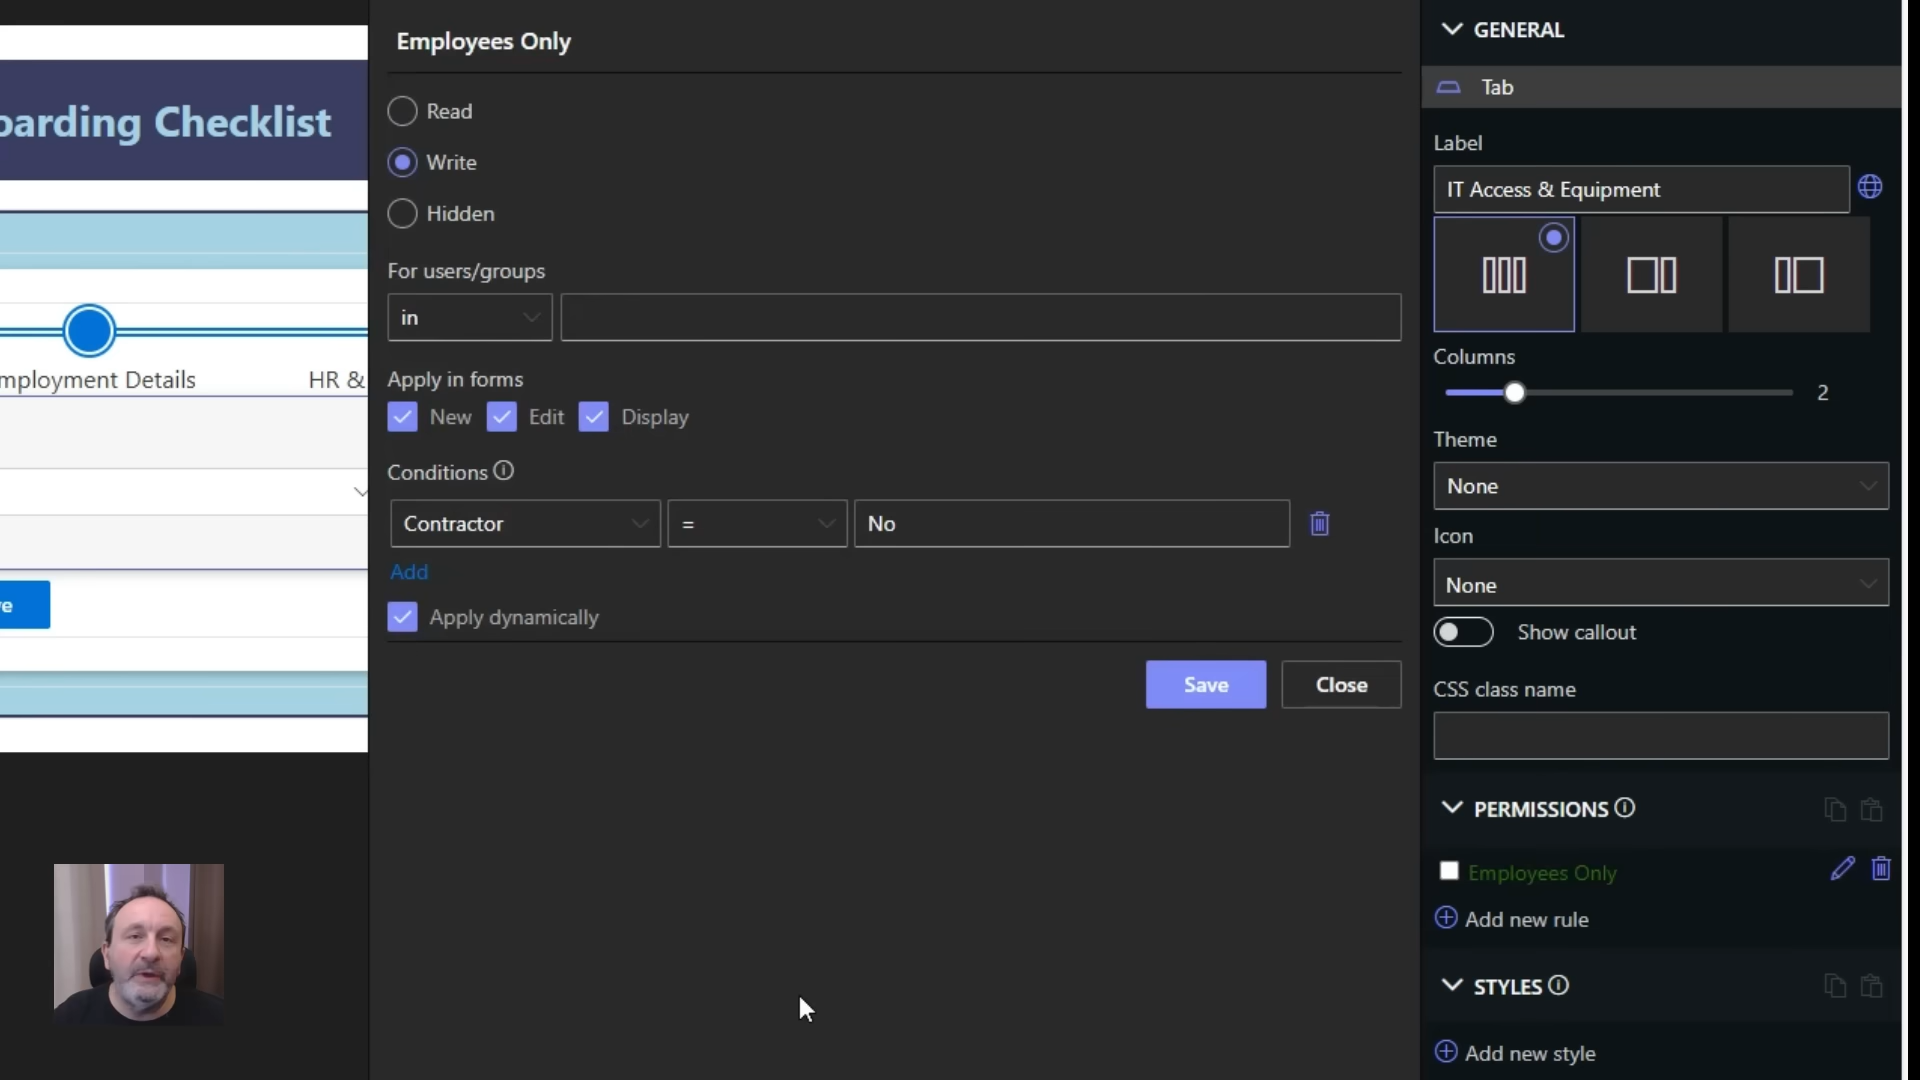 oarding Checklist
mployment Details
HR &
e
Employees Only
Read
Write
Hidden
For users/groups
in
Apply in forms
New
Edit
Display
Conditions
Contractor
=
No
Add
Apply dynamically
Save
Close
GENERAL
Tab
Label
IT Access & Equipment
Columns
2
Theme
None
Icon
None
Show callout
CSS class name
PERMISSIONS
Employees Only
Add new rule
STYLES
Add new style